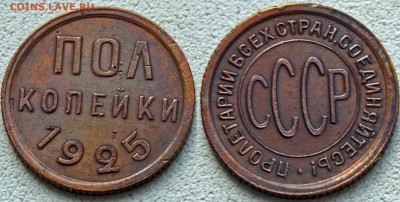 COINS.LAVE.RU
ПОЛ
КОПЕЙКИ
1925
ПРОЛЕТАРИИ ВСЕХ СТРАН, СОЕДИНЯЙТЕСЬ!
СССР